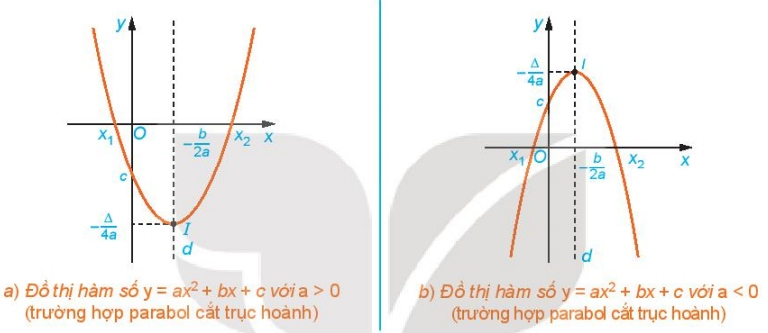 y
x₁ O -b/2a x₂ x
c
-Δ/4a I
d
a) Đồ thị hàm số y = ax² + bx + c với a > 0
(trường hợp parabol cắt trục hoành)
y
I
-Δ/4a
c
x₁ O -b/2a x₂ x
d
b) Đồ thị hàm số y = ax² + bx + c với a < 0
(trường hợp parabol cắt trục hoành)